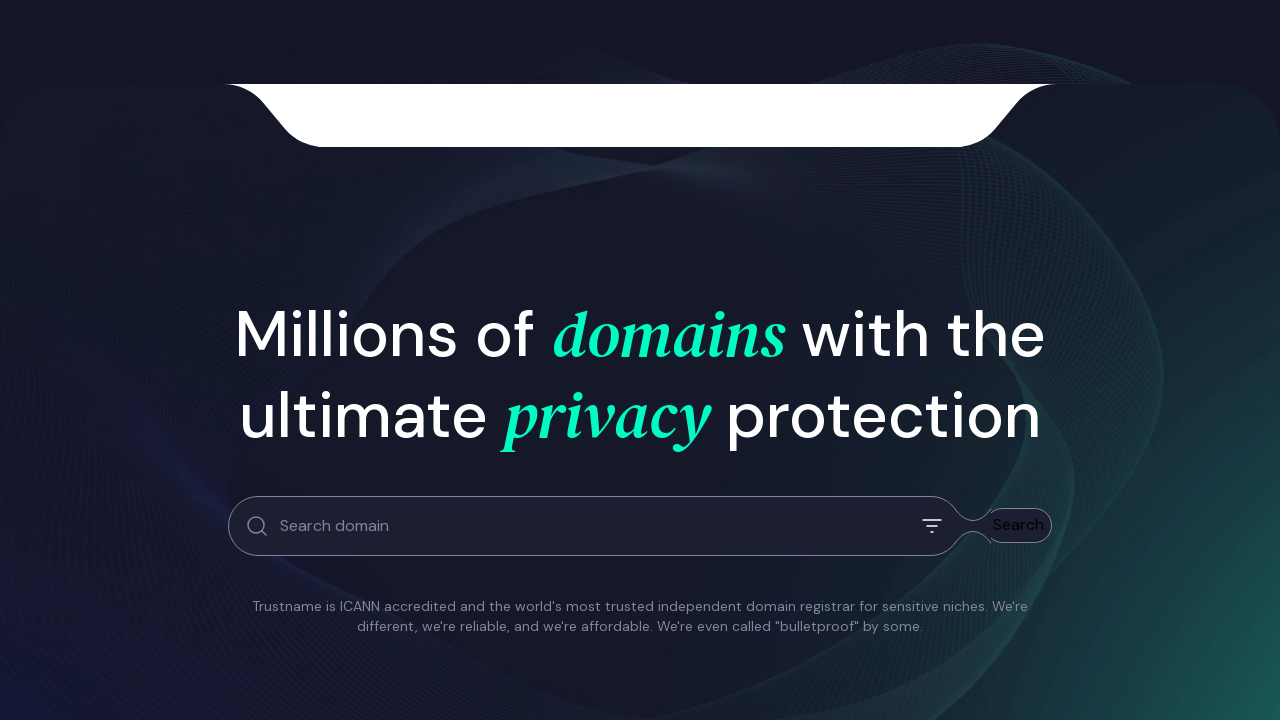 Millions of domains with the
ultimate privacy protection
Search domain
Search
Trustname is ICANN accredited and the world's most trusted independent domain registrar for sensitive niches. We're
different, we're reliable, and we're affordable. We're even called "bulletproof" by some.